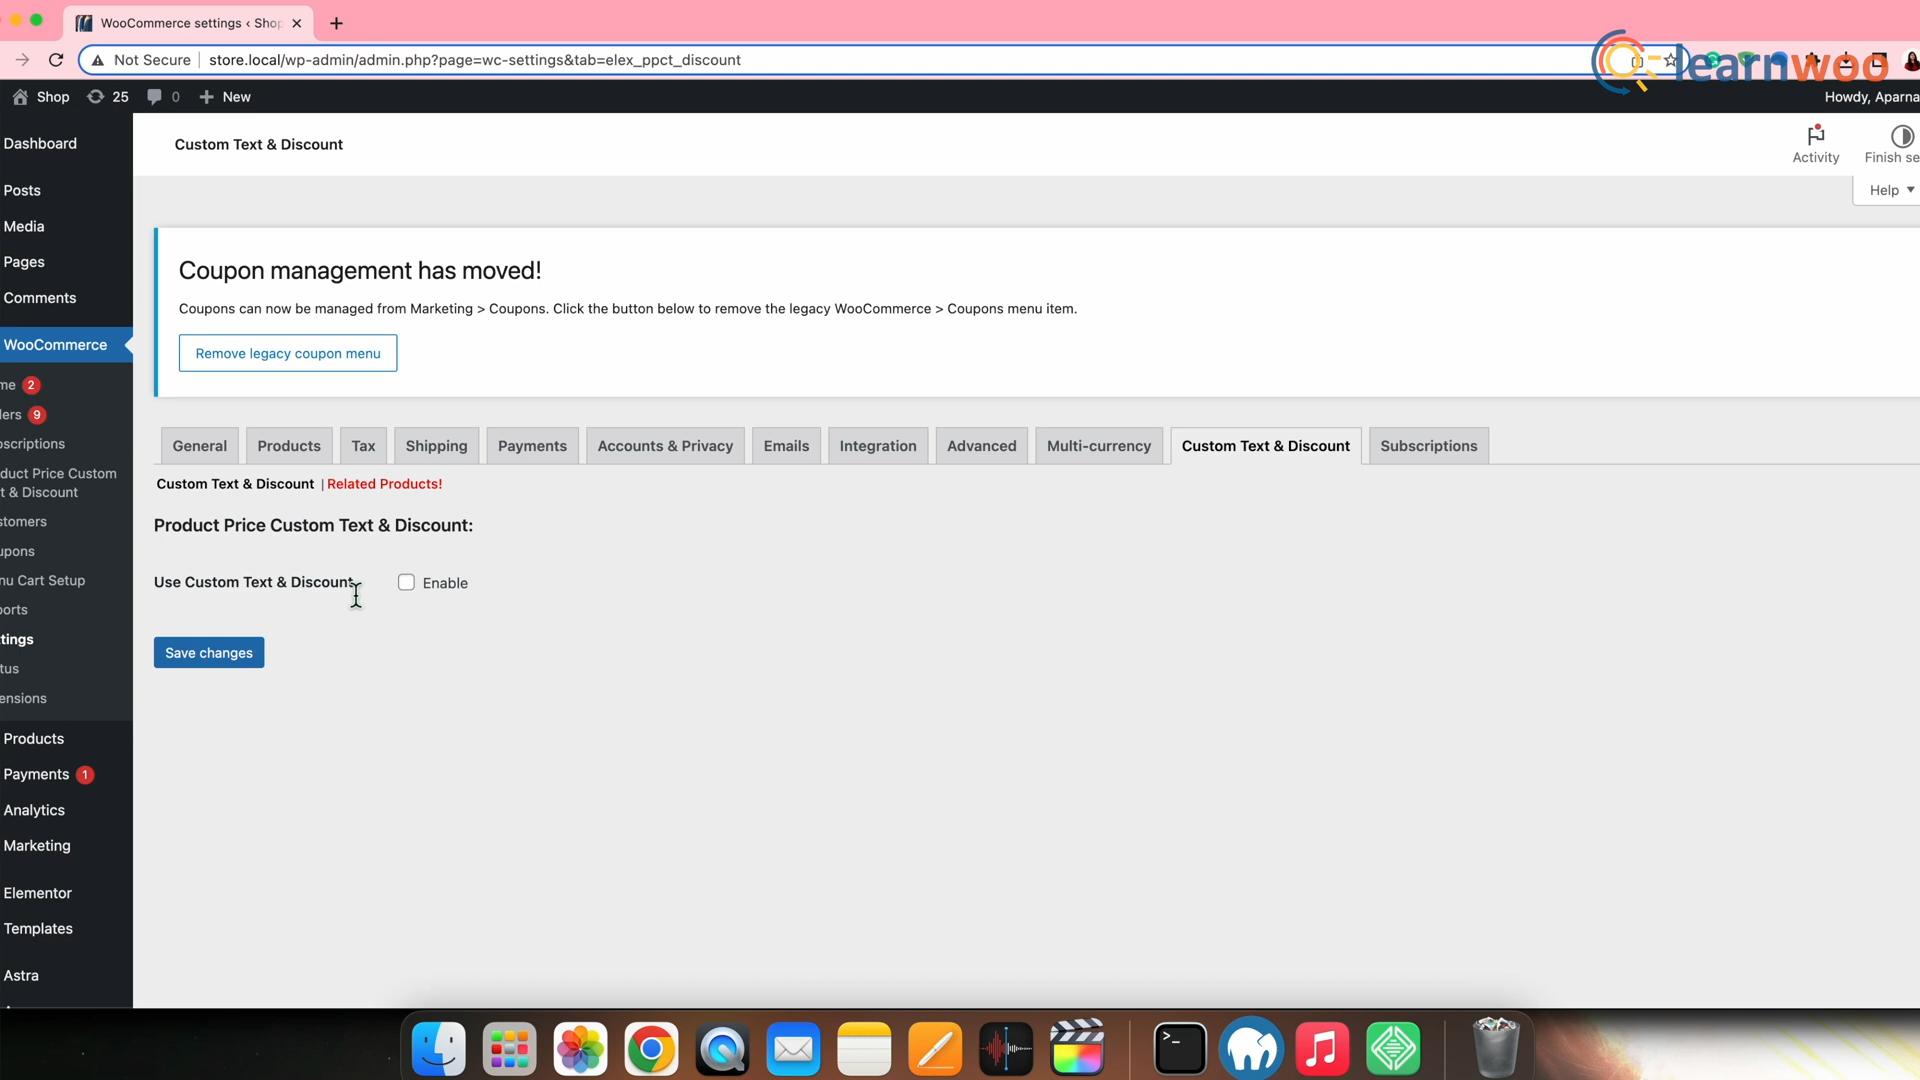 WooCommerce settings ‹ Shop
Not Secure store.local/wp-admin/admin.php?page=wc-settings&tab=elex_ppct_discount
learnwoo
Shop 25 0 New Howdy, Aparna
Custom Text & Discount
Activity
Finish se
Help
Dashboard
Posts
Media
Pages
Comments
WooCommerce
me 2
lers 9
oscriptions
duct Price Custom
t & Discount
stomers
upons
nu Cart Setup
ports
tings
tus
ensions
Products
Payments 1
Analytics
Marketing
Elementor
Templates
Astra
Coupon management has moved!
Coupons can now be managed from Marketing > Coupons. Click the button below to remove the legacy WooCommerce > Coupons menu item.
Remove legacy coupon menu
General Products Tax Shipping Payments Accounts & Privacy Emails Integration Advanced Multi-currency Custom Text & Discount Subscriptions
Custom Text & Discount | Related Products!
Product Price Custom Text & Discount:
Use Custom Text & Discount Enable
Save changes